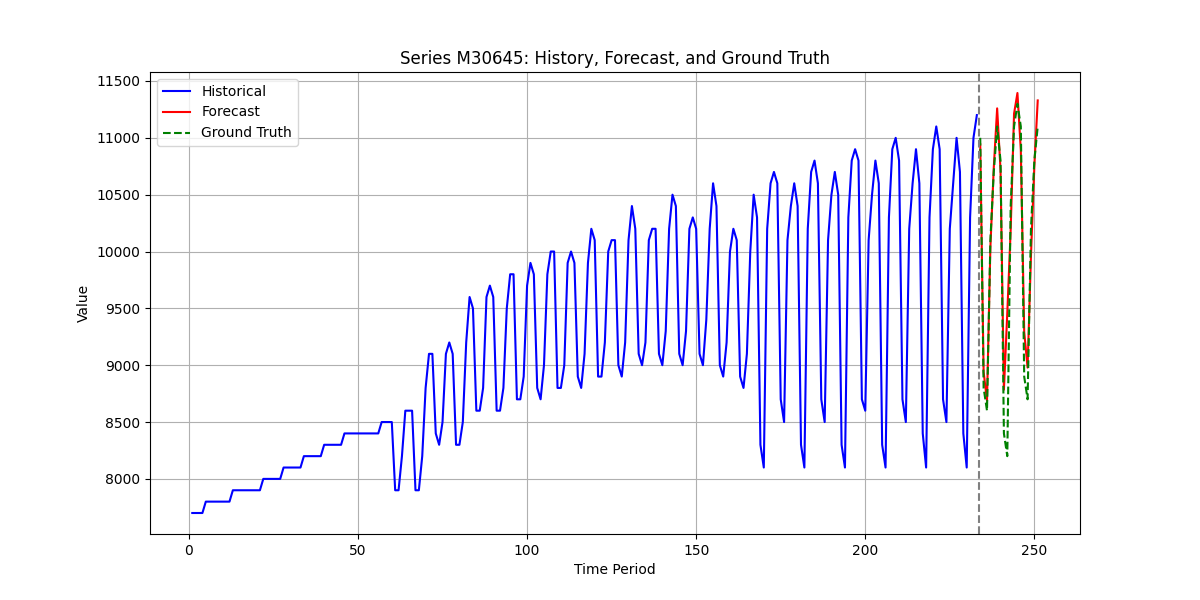 Series M30645: History, Forecast, and Ground Truth
Historical
Forecast
Ground Truth
11500
11000
10500
10000
9500
9000
8500
8000
Value
0 50 100 150 200 250
Time Period